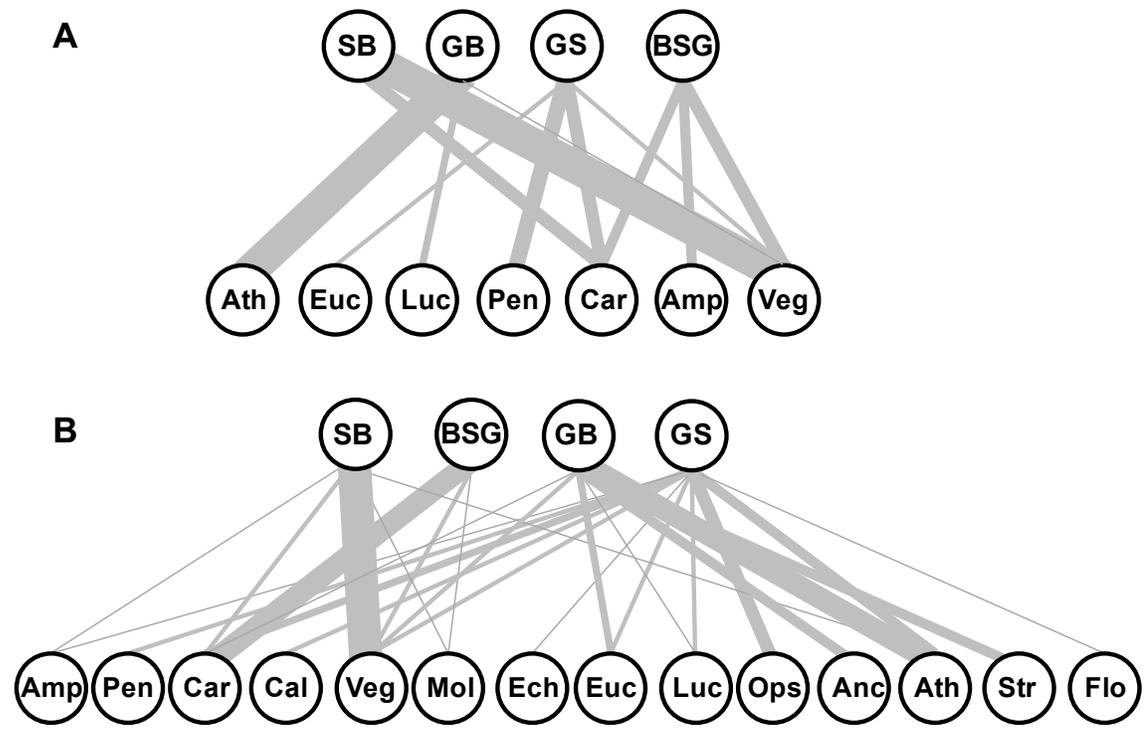 A
SB GB GS BSG
Ath Euc Luc Pen Car Amp Veg
B
SB BSG GB GS
Amp Pen Car Cal Veg Mol Ech Euc Luc Ops Anc Ath Str Flo